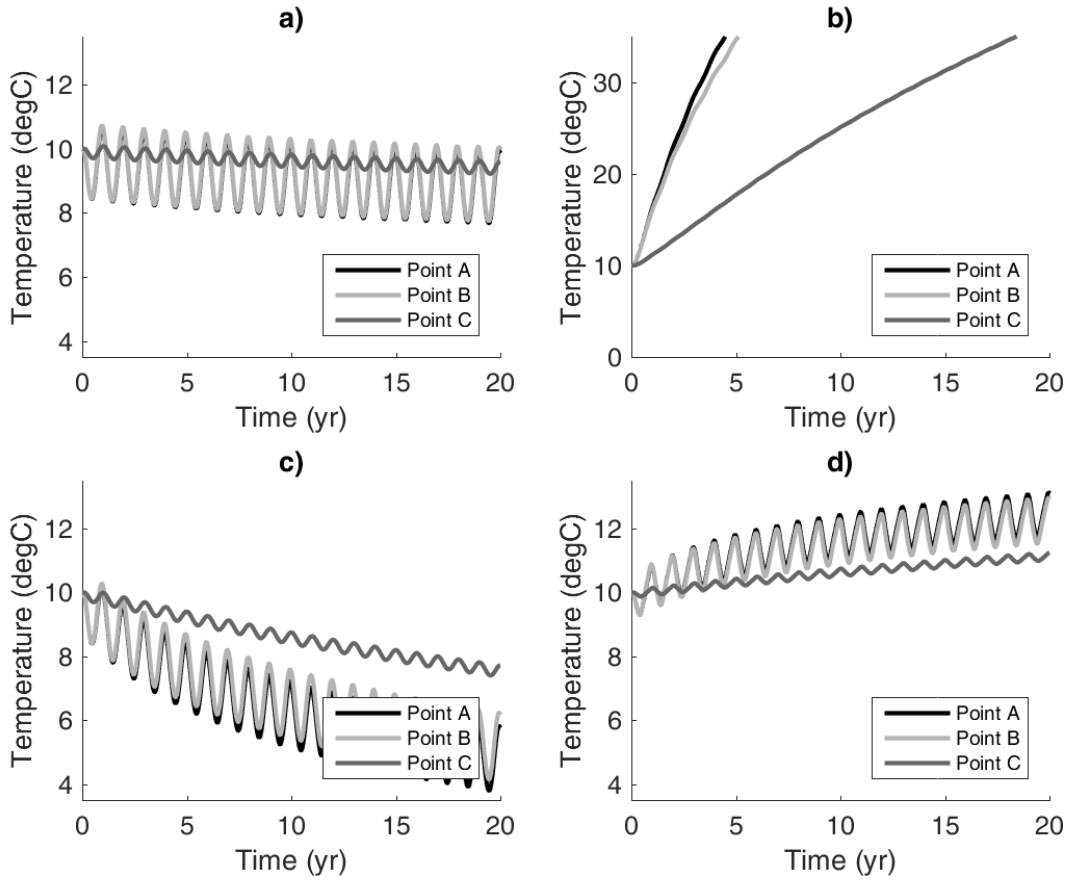 a)
Temperature (degC)
12
10
8
6
4
0 5 10 15 20
Time (yr)
Point A
Point B
Point C
b)
Temperature (degC)
30
20
10
0
0 5 10 15 20
Time (yr)
Point A
Point B
Point C
c)
Temperature (degC)
12
10
8
6
4
0 5 10 15 20
Time (yr)
Point A
Point B
Point C
d)
Temperature (degC)
12
10
8
6
4
0 5 10 15 20
Time (yr)
Point A
Point B
Point C